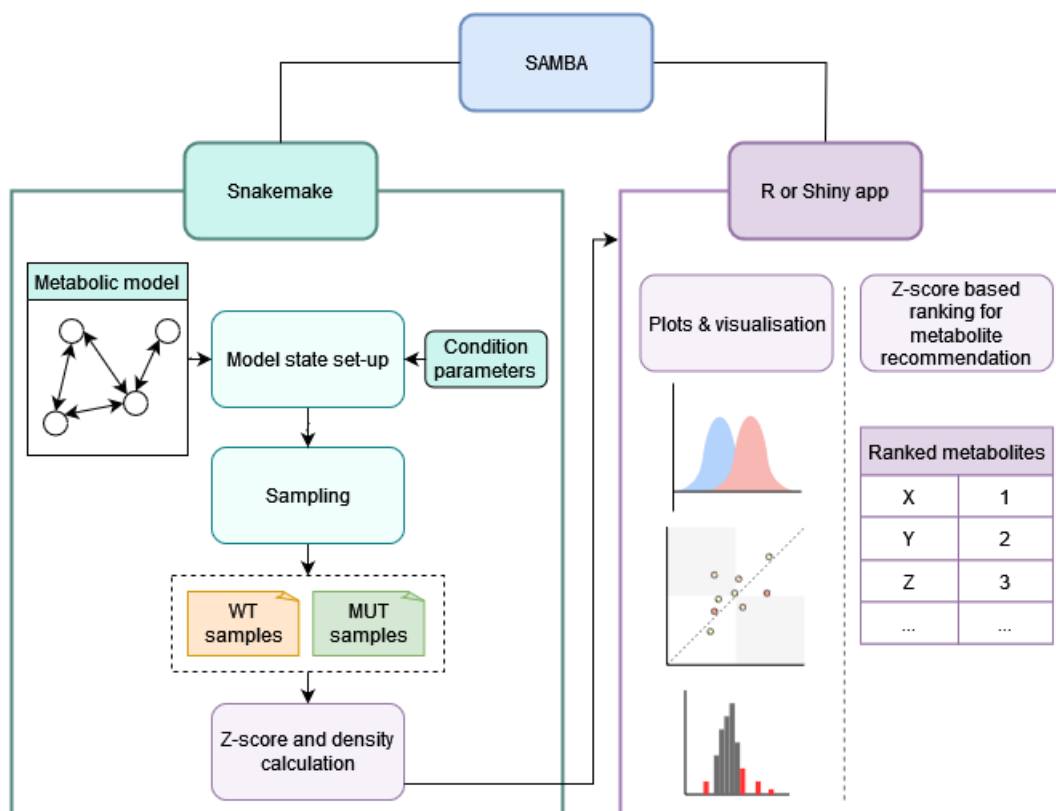 SAMBA
Snakemake
R or Shiny app
Metabolic model
Model state set-up
Condition
parameters
Sampling
WT
samples
MUT
samples
Z-score and density
calculation
Plots & visualisation
Z-score based
ranking for
metabolite
recommendation
Ranked metabolites
X 1
Y 2
Z 3
... ...